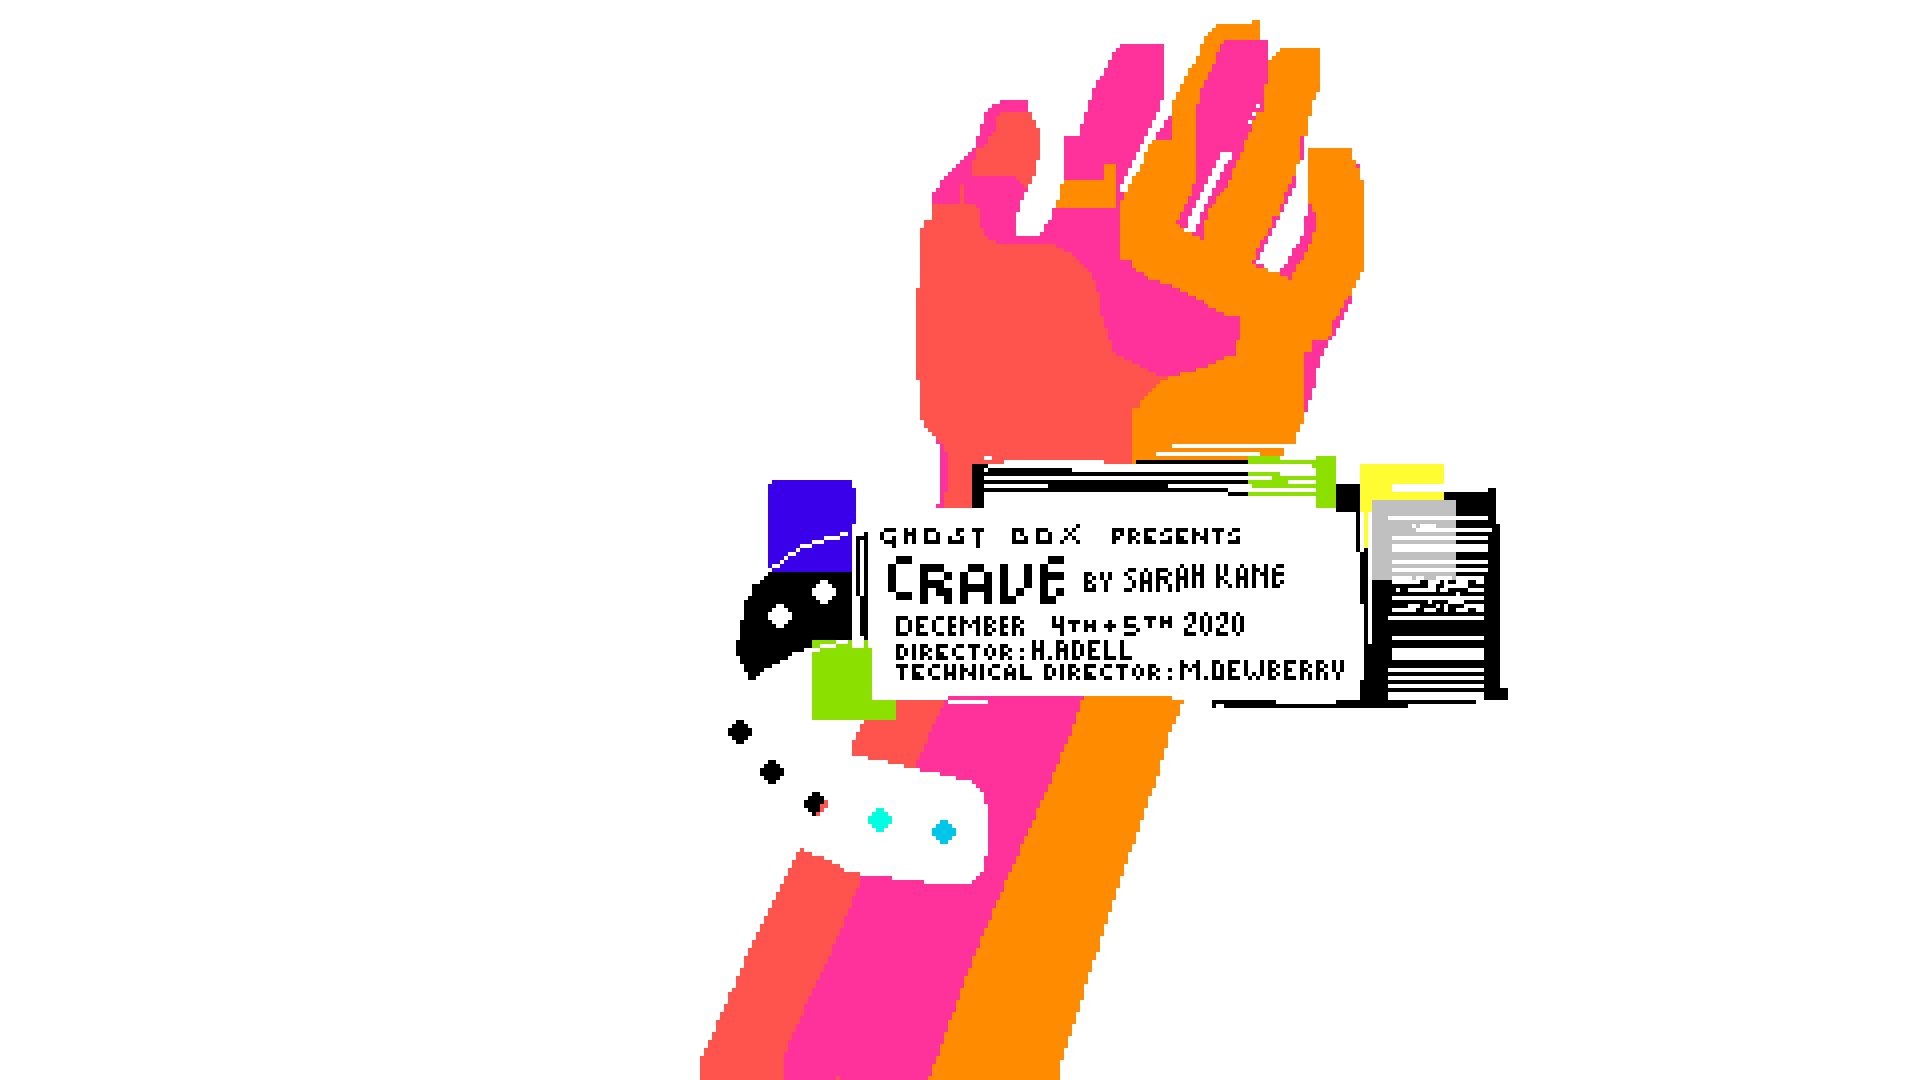 GHOST BOX PRESENTS
CRAVE BY SARAH KANE
DECEMBER 4TH + 5TH 2020
DIRECTOR: H.ADELL
TECHNICAL DIRECTOR: M.DEWBERRY